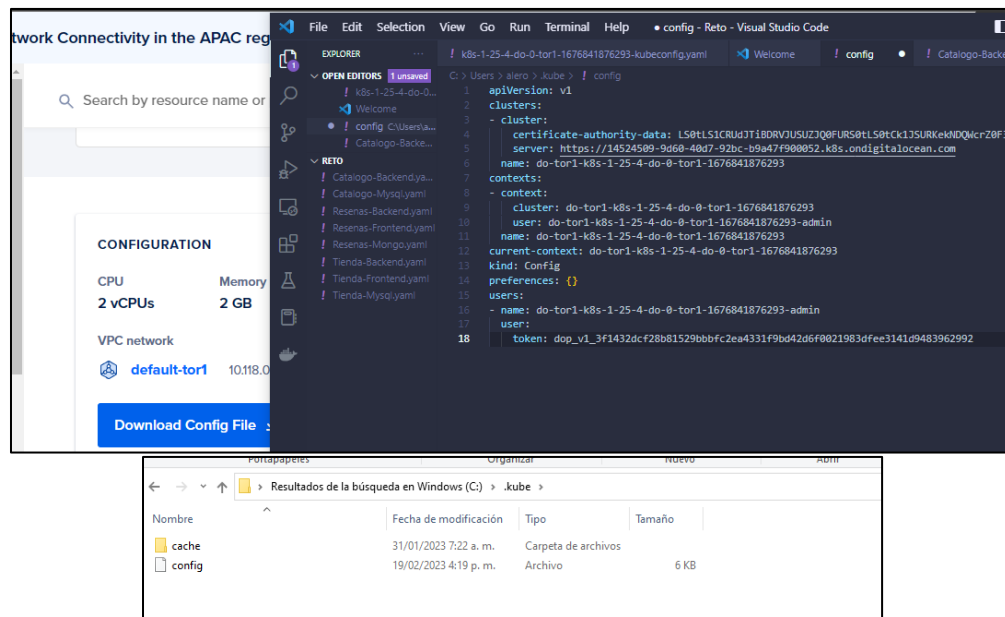 twork Connectivity in the APAC reg
Search by resource name or
CONFIGURATION
CPU
Memory
2 vCPUs
2 GB
VPC network
default-tor1
10.118.0
Download Config File
File Edit Selection View Go Run Terminal Help
● config - Reto - Visual Studio Code
EXPLORER
OPEN EDITORS 1 unsaved
! k8s-1-25-4-do-0...
Welcome
● ! config C:\Users\a...
! Catalogo-Backe...
RETO
! Catalogo-Backend.ya...
! Catalogo-Mysql.yaml
! Resenas-Backend.yaml
! Resenas-Frontend.yaml
! Resenas-Mongo.yaml
! Tienda-Backend.yaml
! Tienda-Frontend.yaml
! Tienda-Mysql.yaml
! k8s-1-25-4-do-0-tor1-1676841876293-kubeconfig.yaml
Welcome
! config ●
! Catalogo-Backe
C: > Users > alero > .kube > ! config
1 apiVersion: v1
2 clusters:
3 - cluster:
4 certificate-authority-data:
5 server: https://14524509-9d60-40d7-92bc-b9a47f900052.k8s.ondigitalocean.com
6 name: do-tor1-k8s-1-25-4-do-0-tor1-1676841876293
7 contexts:
8 - context:
9 cluster: do-tor1-k8s-1-25-4-do-0-tor1-1676841876293
10 user: do-tor1-k8s-1-25-4-do-0-tor1-1676841876293-admin
11 name: do-tor1-k8s-1-25-4-do-0-tor1-1676841876293
12 current-context: do-tor1-k8s-1-25-4-do-0-tor1-1676841876293
13 kind: Config
14 preferences: {}
15 users:
16 - name: do-tor1-k8s-1-25-4-do-0-tor1-1676841876293-admin
17 user:
18 token: dop_v1_3f1432dcf28b81529bbbfc2ea4331f9bd42d6f0021983dfee3141d9483962992
Portapapeles
Organizar
Nuevo
Abrir
Resultados de la búsqueda en Windows (C:) > .kube >
Nombre Fecha de modificación Tipo Tamaño
cache 31/01/2023 7:22 a. m. Carpeta de archivos
config 19/02/2023 4:19 p. m. Archivo 6 KB